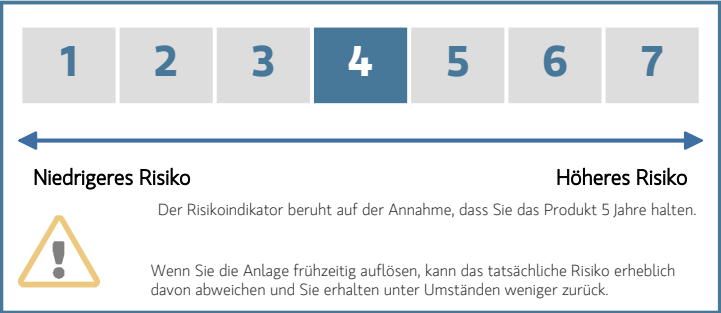 1 2 3 4 5 6 7
Niedrigeres Risiko Höheres Risiko
Der Risikoindikator beruht auf der Annahme, dass Sie das Produkt 5 Jahre halten.
!
Wenn Sie die Anlage frühzeitig auflösen, kann das tatsächliche Risiko erheblich
davon abweichen und Sie erhalten unter Umständen weniger zurück.